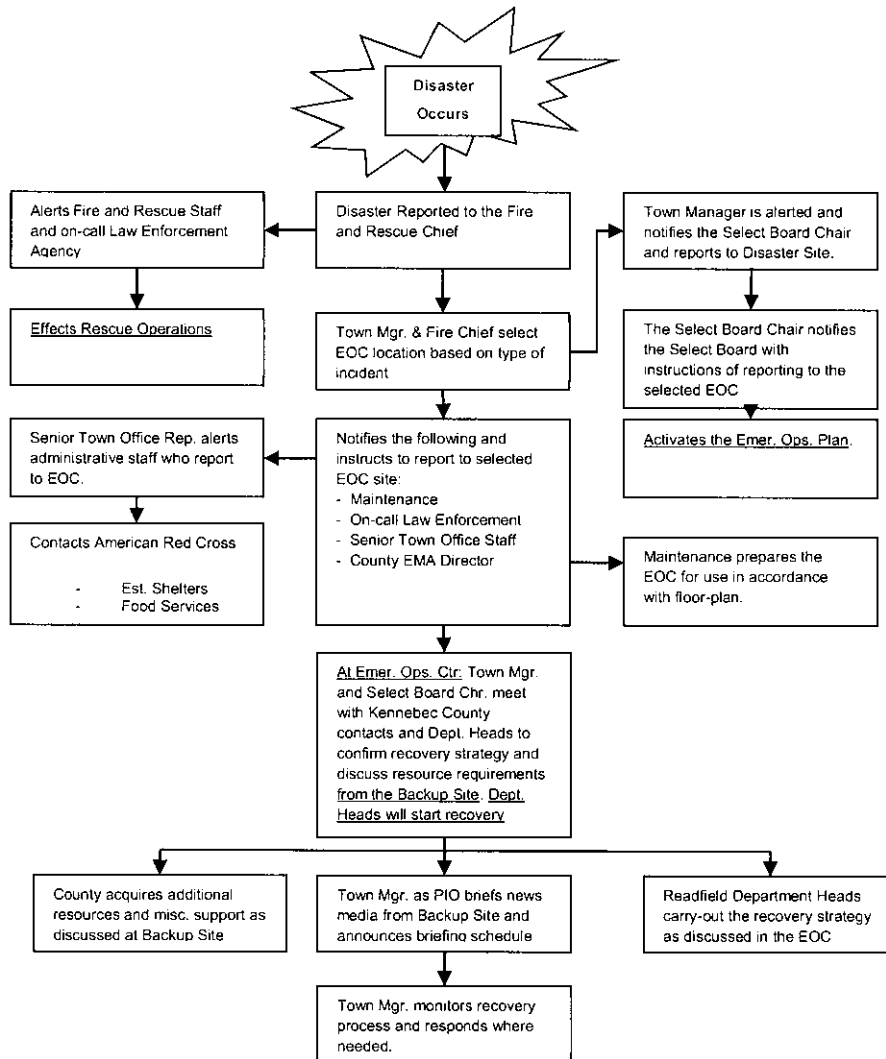 Disaster
Occurs
Alerts Fire and Rescue Staff
and on-call Law Enforcement
Agency
Disaster Reported to the Fire
and Rescue Chief
Town Manager is alerted and
notifies the Select Board Chair
and reports to Disaster Site.
Effects Rescue Operations
Town Mgr. & Fire Chief select
EOC location based on type of
incident
The Select Board Chair notifies
the Select Board with
instructions of reporting to the
selected EOC
Senior Town Office Rep. alerts
administrative staff who report
to EOC.
Notifies the following and
instructs to report to selected
EOC site:
- Maintenance
- On-call Law Enforcement
- Senior Town Office Staff
- County EMA Director
Activates the Emer. Ops. Plan.
Contacts American Red Cross
- Est. Shelters
- Food Services
Maintenance prepares the
EOC for use in accordance
with floor-plan.
At Emer. Ops. Ctr: Town Mgr.
and Select Board Chr. meet
with Kennebec County
contacts and Dept. Heads to
confirm recovery strategy and
discuss resource requirements
from the Backup Site. Dept.
Heads will start recovery
County acquires additional
resources and misc. support as
discussed at Backup Site
Town Mgr. as PIO briefs news
media from Backup Site and
announces briefing schedule
Readfield Department Heads
carry-out the recovery strategy
as discussed in the EOC
Town Mgr. monitors recovery
process and responds where
needed.